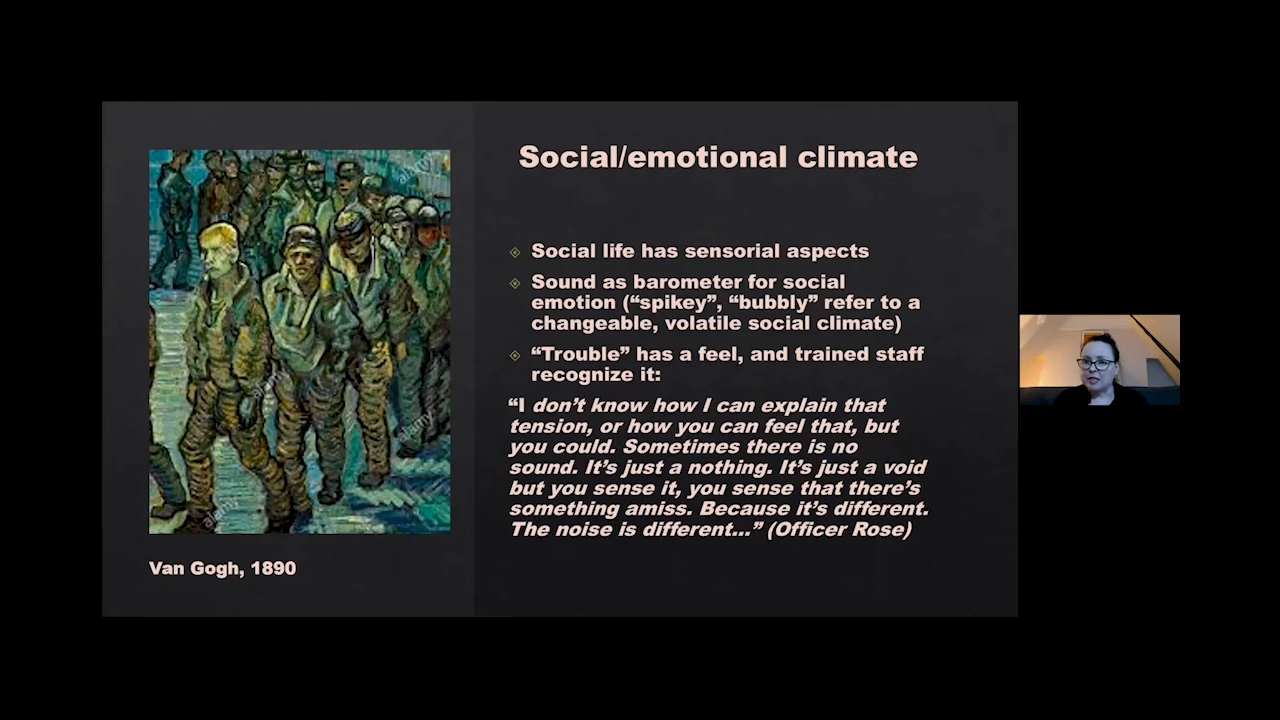 Social/emotional climate
Social life has sensorial aspects
Sound as barometer for social
emotion (“spikey”, “bubbly” refer to a
changeable, volatile social climate)
“Trouble” has a feel, and trained staff
recognize it:
“I don’t know how I can explain that
tension, or how you can feel that, but
you could. Sometimes there is no
sound. It’s just a nothing. It’s just a void
but you sense it, you sense that there’s
something amiss. Because it’s different.
The noise is different...” (Officer Rose)
Van Gogh, 1890
alamy
alamy
alamy
alamy